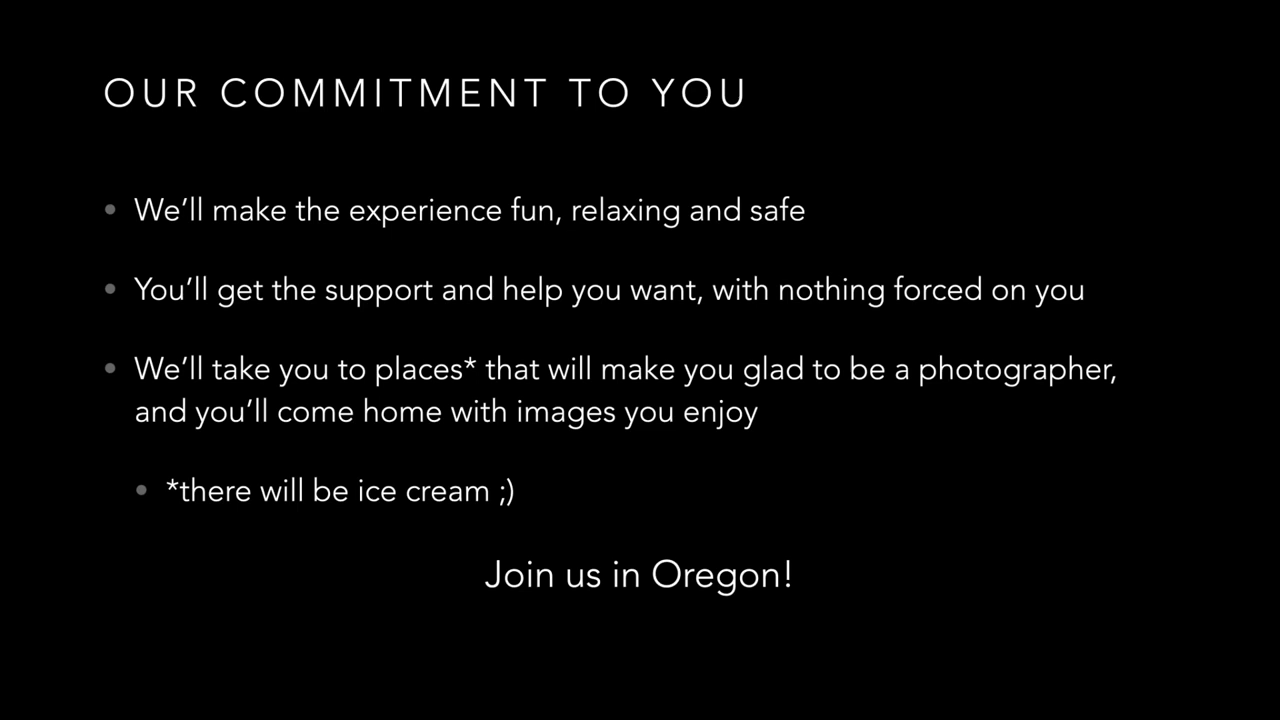 OUR COMMITMENT TO YOU
• We’ll make the experience fun, relaxing and safe
• You’ll get the support and help you want, with nothing forced on you
• We’ll take you to places* that will make you glad to be a photographer,
and you’ll come home with images you enjoy
• *there will be ice cream ;)
Join us in Oregon!